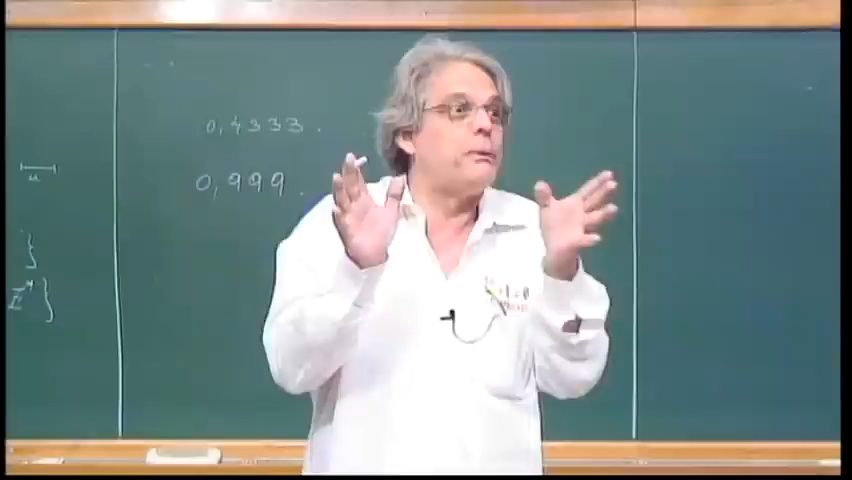 0,4333.
0,999.
u
}
Z* }